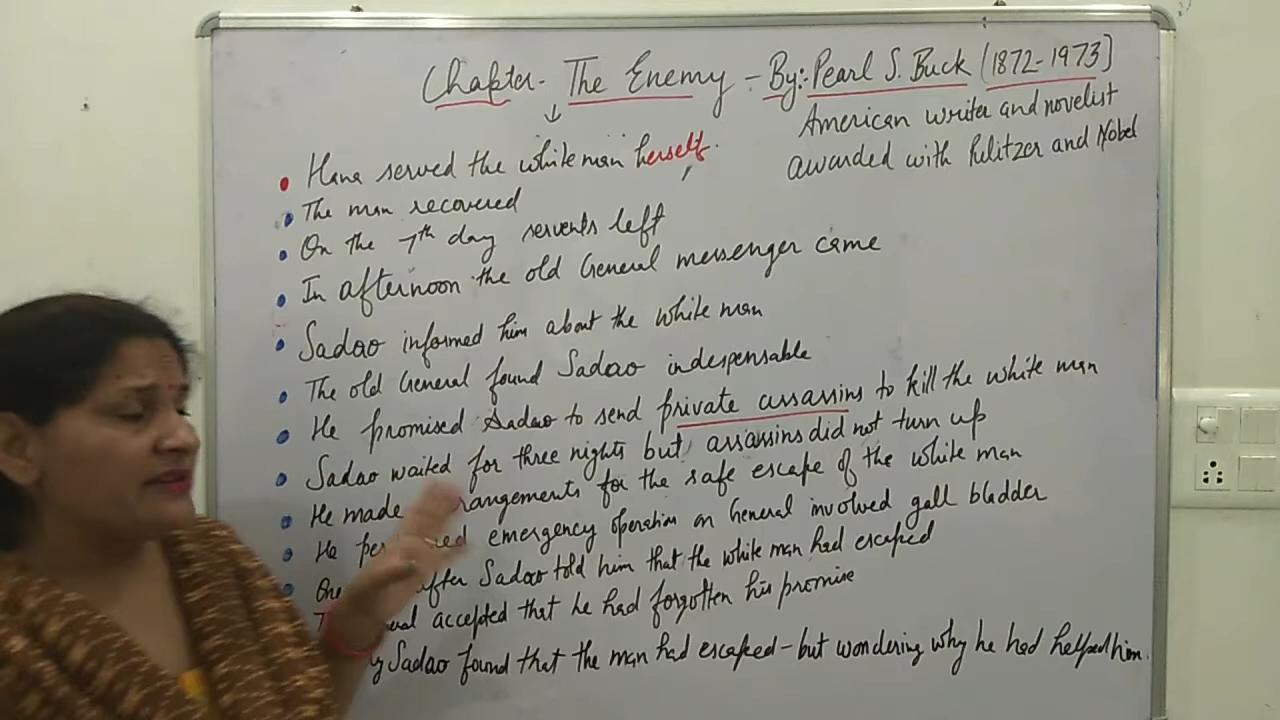 Chapter - The Enemy - By:- Pearl S. Buck (1872-1973)
American writer and novelist
awarded with Pulitzer and Nobel
• Hana served the white man herself.
• The man recovered
• On the 7th day servents left
• In afternoon the old General messenger came
• Sadao informed him about the white man
• The old General found Sadao indespensable
• He promised Sadao to send private assassins to kill the white man
• Sadao waited for three nights but assassins did not turn up
• He made rangements for the safe escape of the white man
• He emergency operation on General involved gall bladder
• after Sadao told him that the white man had escaped
accepted that he had forgotten his promise
Sadao found that the man had escaped - but wondering why he had helped him.